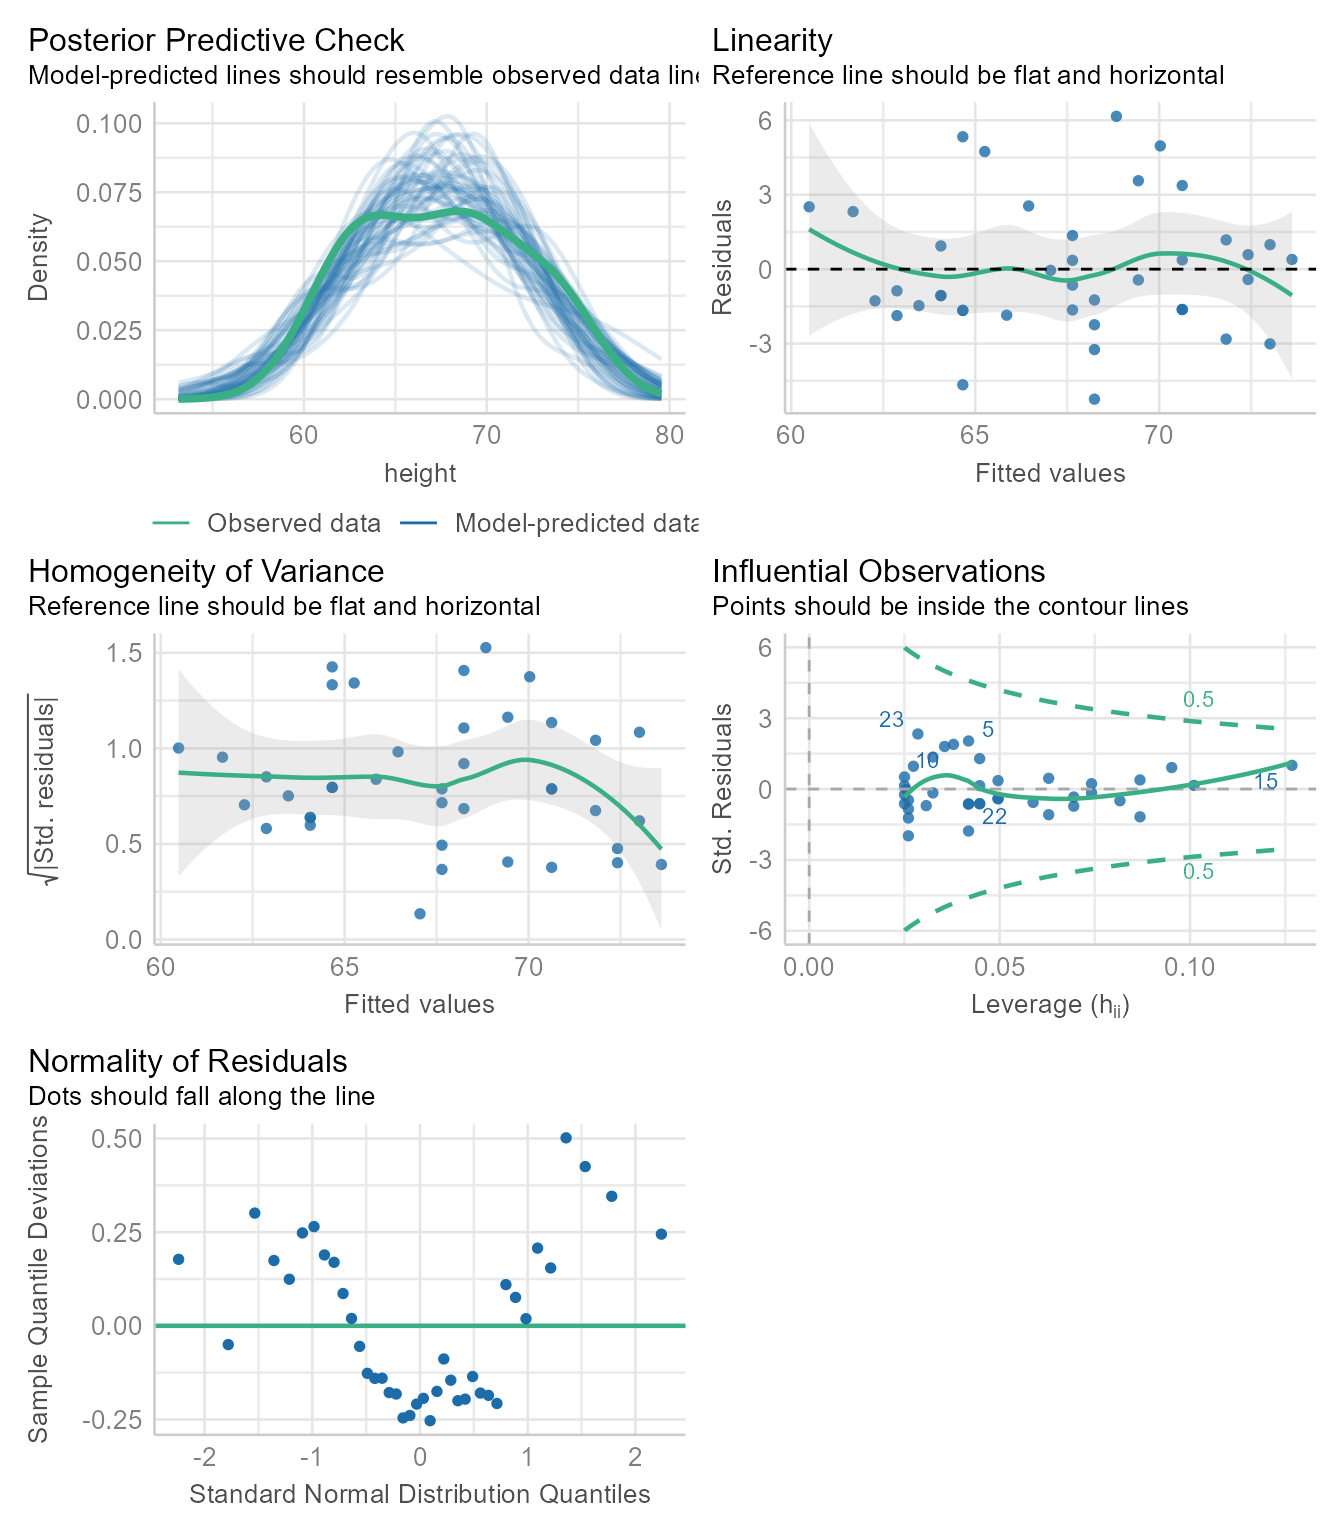 Posterior Predictive Check
Model-predicted lines should resemble observed data line
Density
0.100
0.075
0.050
0.025
0.000
60
70
80
height
Observed data
Model-predicted data
Linearity
Reference line should be flat and horizontal
Residuals
6
3
0
-3
60
65
70
Fitted values
Homogeneity of Variance
Reference line should be flat and horizontal
√|Std. residuals|
1.5
1.0
0.5
0.0
60
65
70
Fitted values
Influential Observations
Points should be inside the contour lines
Std. Residuals
6
3
0
-3
-6
0.5
23
5
10
15
22
0.5
0.00
0.05
0.10
Leverage (hii)
Normality of Residuals
Dots should fall along the line
Sample Quantile Deviations
0.50
0.25
0.00
-0.25
-2
-1
0
1
2
Standard Normal Distribution Quantiles